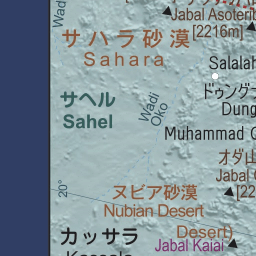 Jabal Asoterib
[2216m]
サハラ砂漠
Sahara
Salalah
サヘル
Sahel
Wadi
Oko
ドゥングー
Dung
Muhammad
オダ山
Jabal
20°
[22
ヌビア砂漠
Nubian Desert
カッサラ
Desert)
Jabal Kaiai